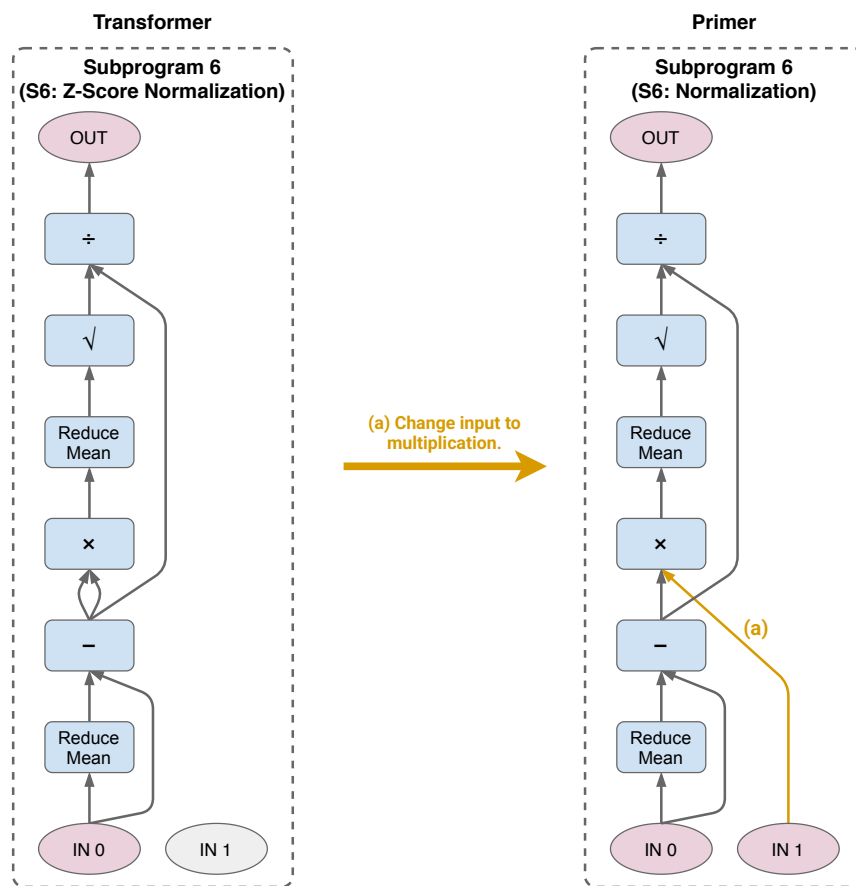 Transformer
Subprogram 6
(S6: Z-Score Normalization)
OUT
÷
√
Reduce
Mean
×
−
Reduce
Mean
IN 0
IN 1
(a) Change input to
multiplication.
Primer
Subprogram 6
(S6: Normalization)
OUT
÷
√
Reduce
Mean
×
(a)
−
Reduce
Mean
IN 0
IN 1